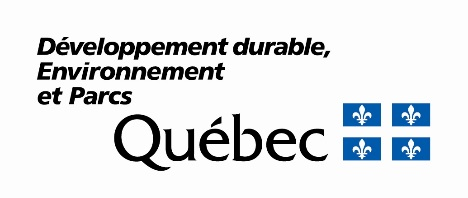 Développement durable,
Environnement
et Parcs
Québec